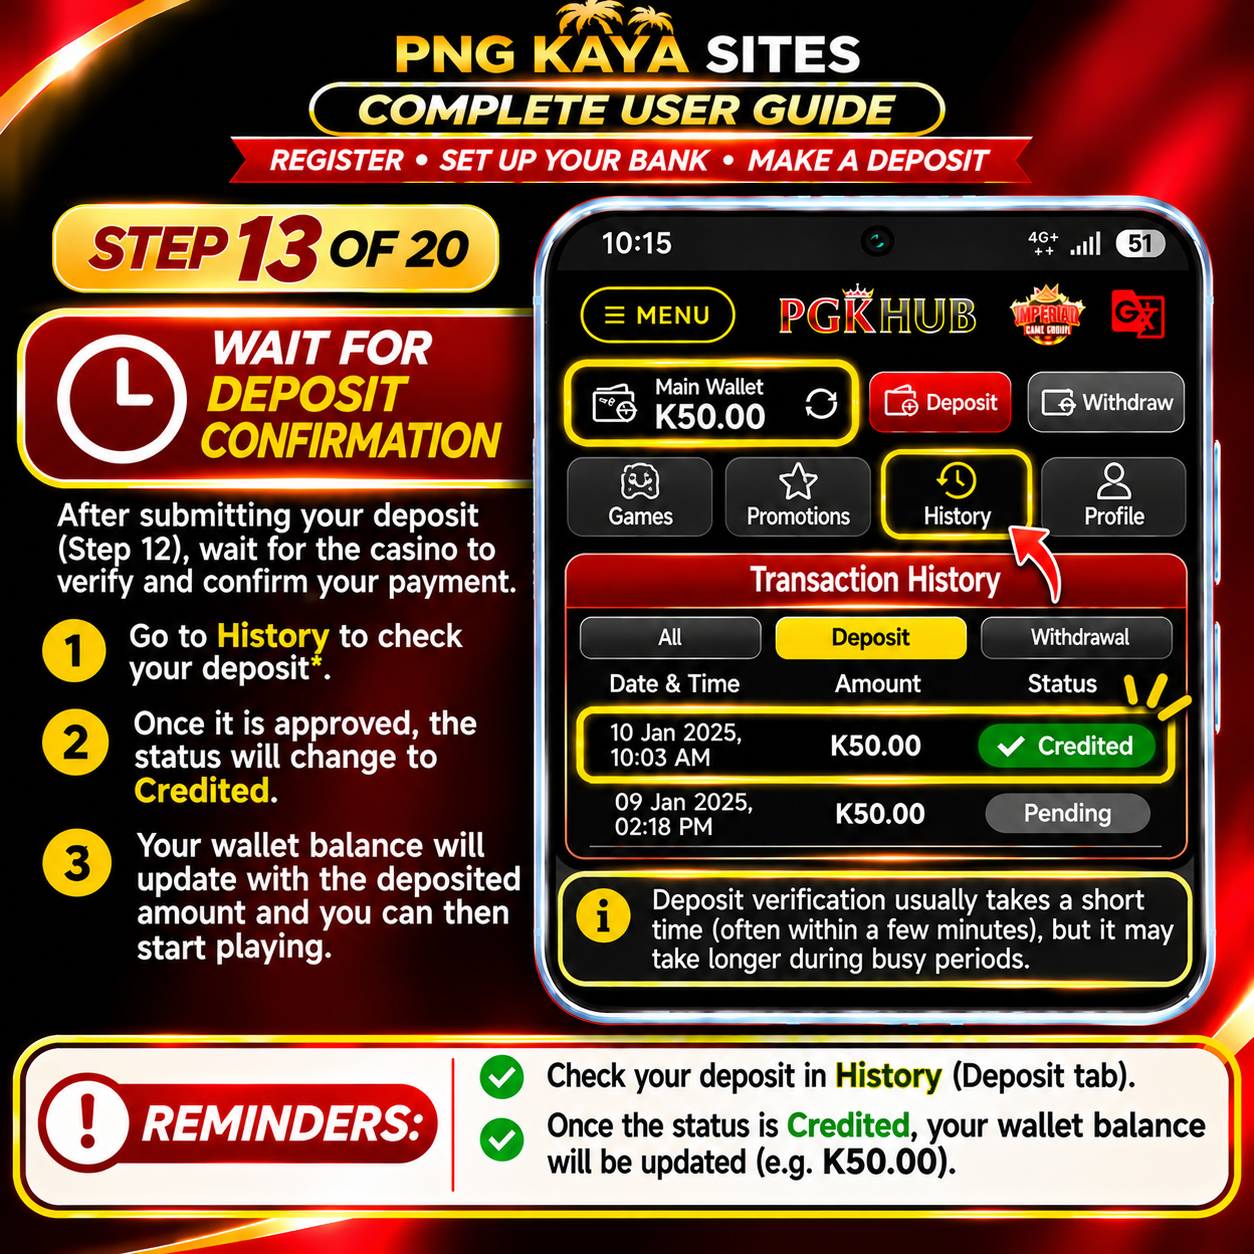 PNG KAYA SITES
COMPLETE USER GUIDE
REGISTER • SET UP YOUR BANK • MAKE A DEPOSIT
STEP 13 OF 20
WAIT FOR
DEPOSIT
CONFIRMATION
After submitting your deposit
(Step 12), wait for the casino to
verify and confirm your payment.
1
Go to History to check
your deposit*.
2
Once it is approved, the
status will change to
Credited.
3
Your wallet balance will
update with the deposited
amount and you can then
start playing.
10:15
4G+
++
51
MENU
PGKHUB
IMPERIAL
GAME GROUP
G
Main Wallet
K50.00
Deposit
Withdraw
Games
Promotions
History
Profile
Transaction History
All
Deposit
Withdrawal
Date & Time
Amount
Status
10 Jan 2025,
10:03 AM
K50.00
Credited
09 Jan 2025,
02:18 PM
K50.00
Pending
i
Deposit verification usually takes a short
time (often within a few minutes), but it may
take longer during busy periods.
! REMINDERS:
Check your deposit in History (Deposit tab).
Once the status is Credited, your wallet balance
will be updated (e.g. K50.00).